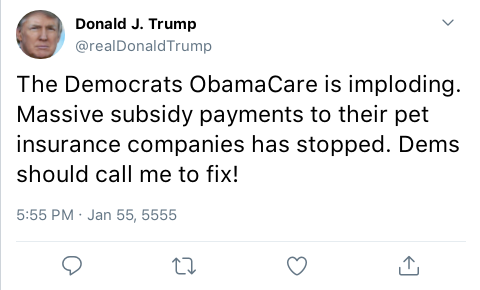 Donald J. Trump
@realDonaldTrump
The Democrats ObamaCare is imploding.
Massive subsidy payments to their pet
insurance companies has stopped. Dems
should call me to fix!
5:55 PM · Jan 55, 5555